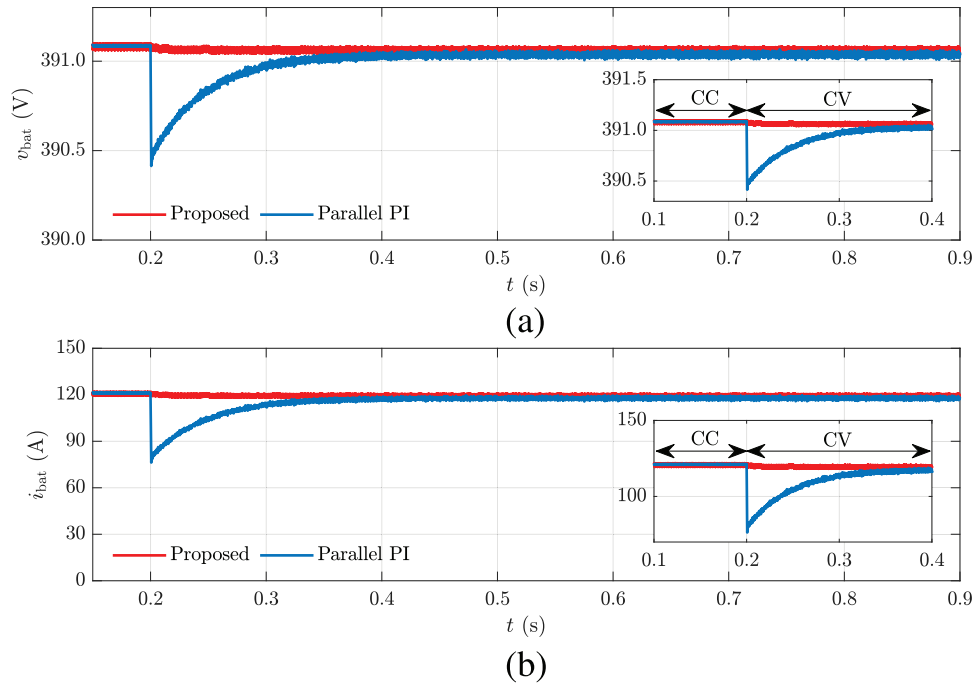 391.0
390.5
390.0
v_bat (V)
391.5
391.0
390.5
CC CV
0.1 0.2 0.3 0.4
Proposed Parallel PI
0.2 0.3 0.4 0.5 0.6 0.7 0.8 0.9
t (s)
(a)
150
120
90
60
30
0
i_bat (A)
150
100
CC CV
0.1 0.2 0.3 0.4
Proposed Parallel PI
0.2 0.3 0.4 0.5 0.6 0.7 0.8 0.9
t (s)
(b)